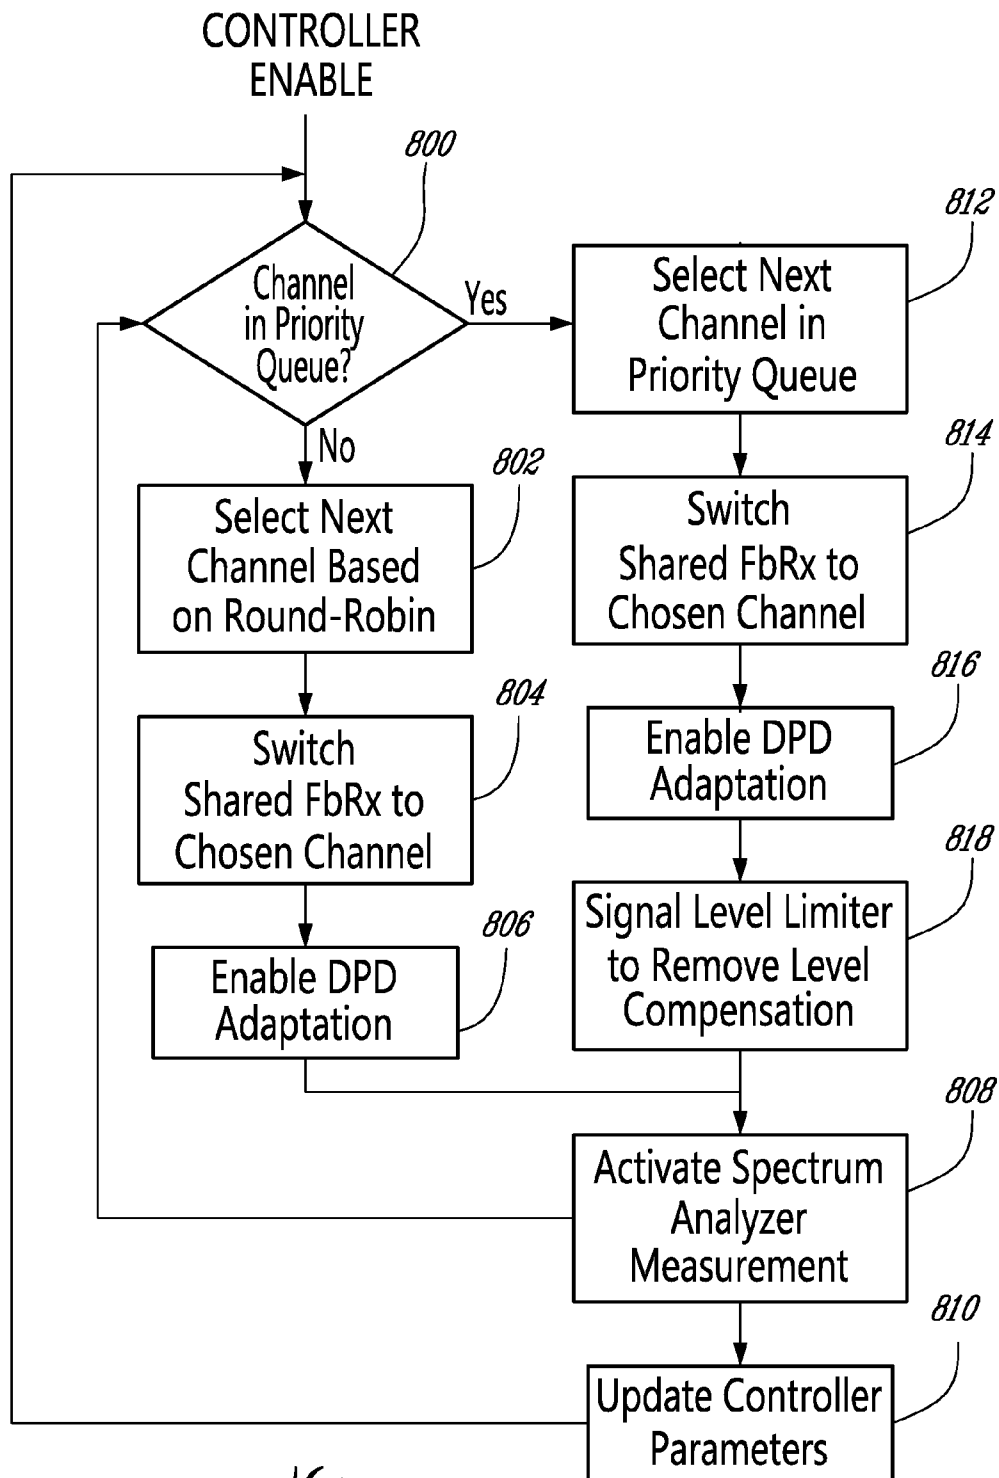 CONTROLLER
ENABLE
800
Channel
in Priority
Queue?
Yes
No
812
Select Next
Channel in
Priority Queue
814
Switch
Shared FbRx to
Chosen Channel
816
Enable DPD
Adaptation
818
Signal Level Limiter
to Remove Level
Compensation
802
Select Next
Channel Based
on Round-Robin
804
Switch
Shared FbRx to
Chosen Channel
806
Enable DPD
Adaptation
808
Activate Spectrum
Analyzer
Measurement
810
Update Controller
Parameters